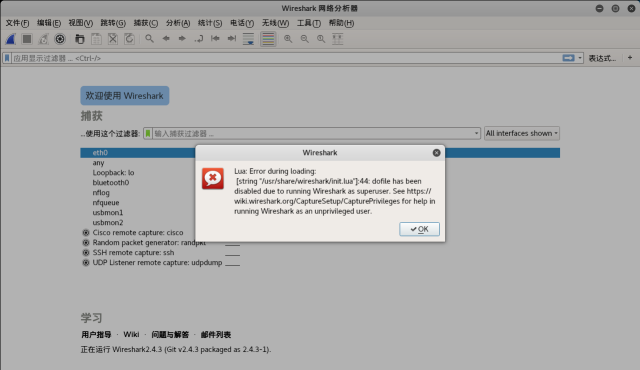 Wireshark 网络分析器
文件(F) 编辑(E) 视图(V) 跳转(G) 捕获(C) 分析(A) 统计(S) 电话(Y) 无线(W) 工具(T) 帮助(H)
应用显示过滤器 … <Ctrl-/> 表达式… +
欢迎使用 Wireshark
捕获
…使用这个过滤器: 输入捕获过滤器 … All interfaces shown
eth0
any
Loopback: lo
bluetooth0
nflog
nfqueue
usbmon1
usbmon2
Cisco remote capture: cisco
Random packet generator: randpkt
SSH remote capture: ssh
UDP Listener remote capture: udpdump
Wireshark
Lua: Error during loading:
[string "/usr/share/wireshark/init.lua"]:44: dofile has been
disabled due to running Wireshark as superuser. See https://
wiki.wireshark.org/CaptureSetup/CapturePrivileges for help in
running Wireshark as an unprivileged user.
OK
学习
用户指导 · Wiki · 问题与解答 · 邮件列表
正在运行 Wireshark2.4.3 (Git v2.4.3 packaged as 2.4.3-1).